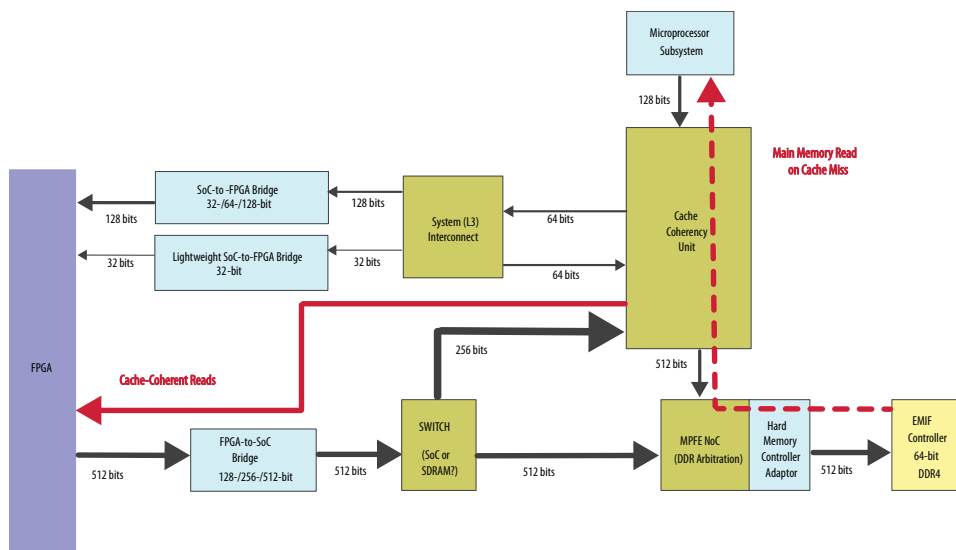 Microprocessor
Subsystem
128 bits
Main Memory Read
on Cache Miss
SoC-to -FPGA Bridge
32-/64-/128-bit
128 bits
128 bits
System (L3)
Interconnect
64 bits
Cache
Coherency
Unit
Lightweight SoC-to-FPGA Bridge
32-bit
32 bits
32 bits
64 bits
256 bits
512 bits
FPGA
Cache-Coherent Reads
FPGA-to-SoC
Bridge
128-/256-/512-bit
512 bits
512 bits
SWITCH
(SoC or
SDRAM?)
512 bits
MPFE NoC
(DDR Arbitration)
Hard
Memory
Controller
Adaptor
512 bits
EMIF
Controller
64-bit
DDR4